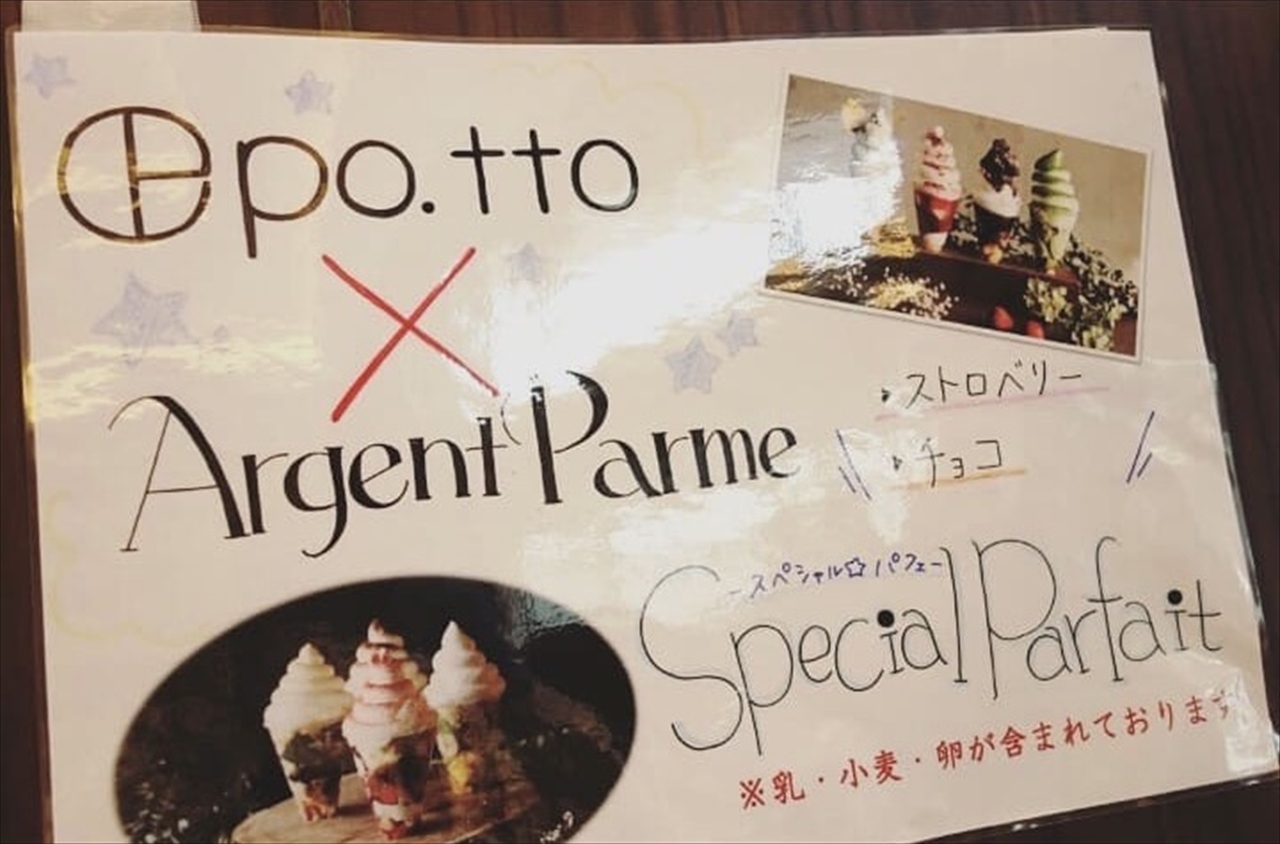 epo.tto
×
Argent Parme
・ストロベリー
・チョコ
-スペシャル☆パフェ-
Special Parfait
※乳・小麦・卵が含まれております